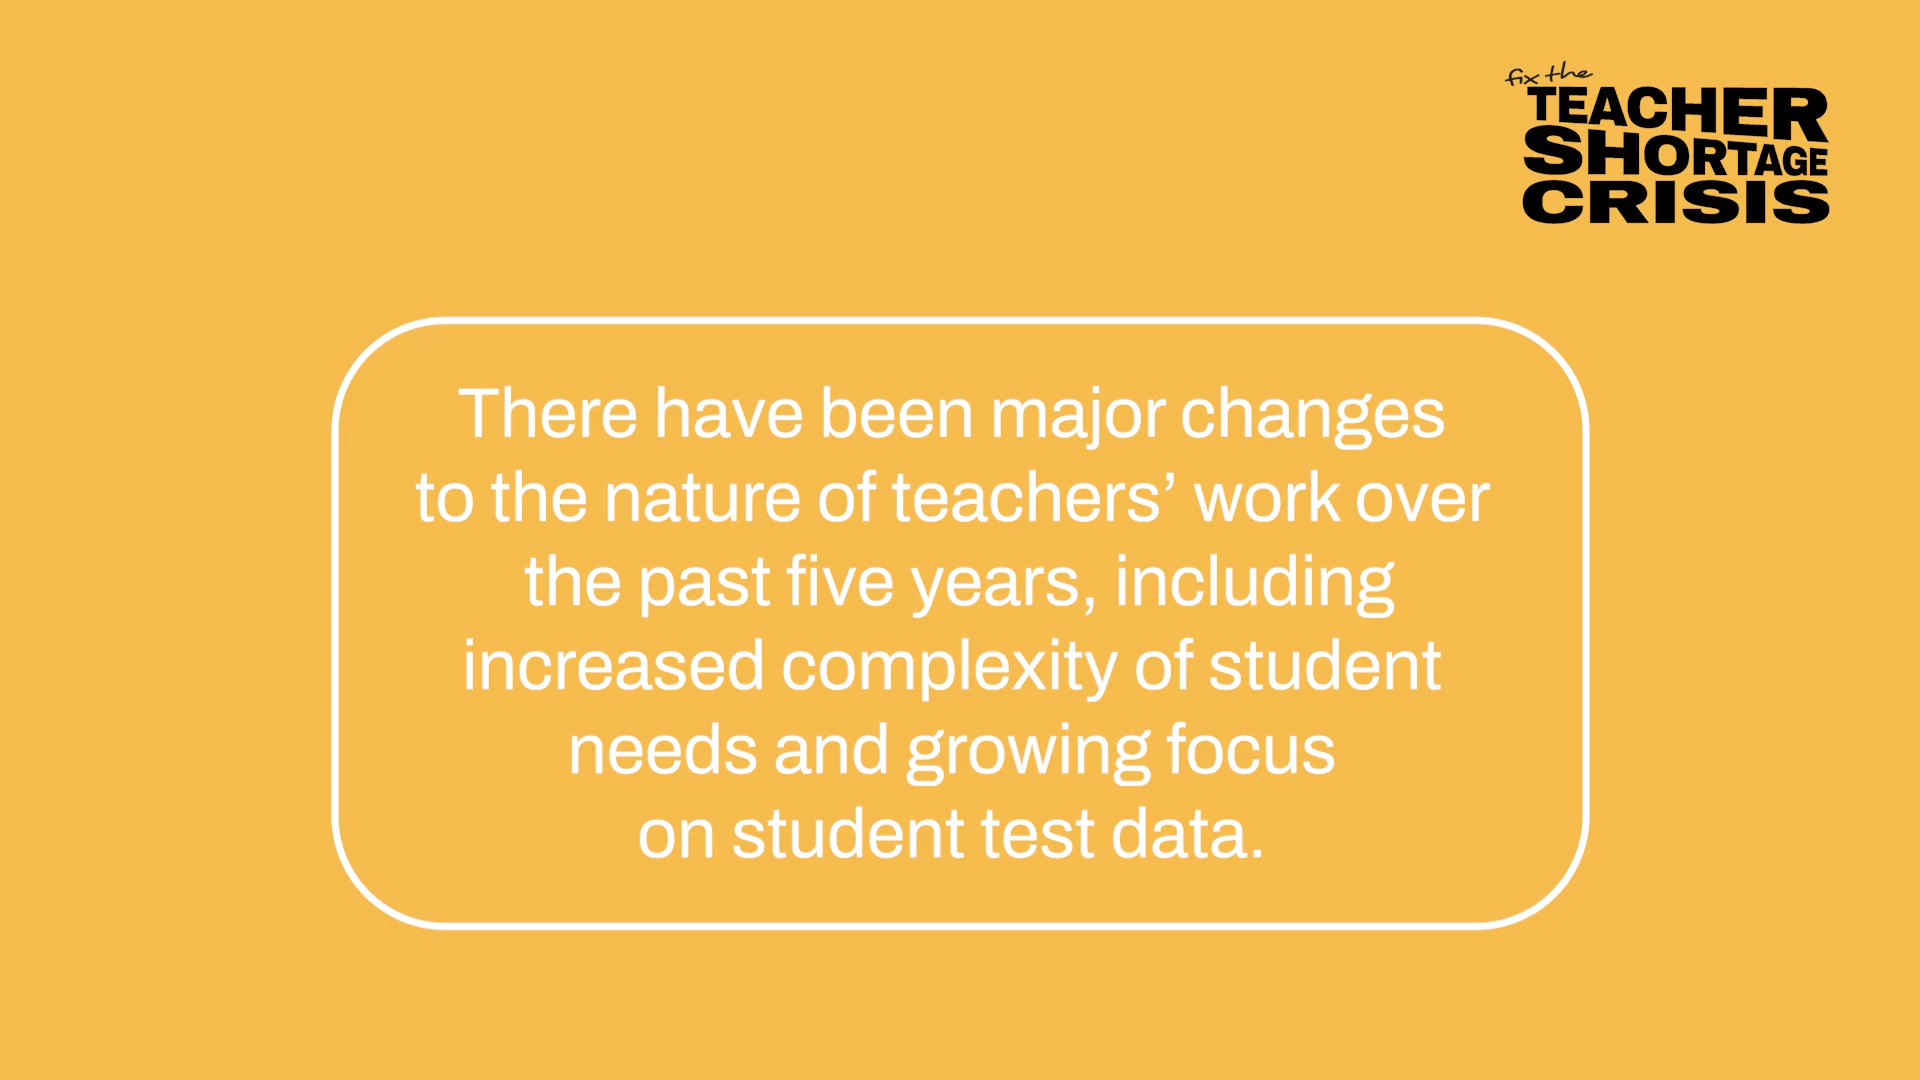 fix the
TEACHER
SHORTAGE
CRISIS
There have been major changes
to the nature of teachers’ work over
the past five years, including
increased complexity of student
needs and growing focus
on student test data.